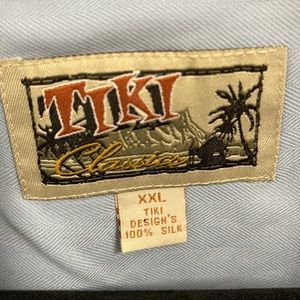 TIKI
Classics
XXL
TIKI
DESIGN'S
100% SILK